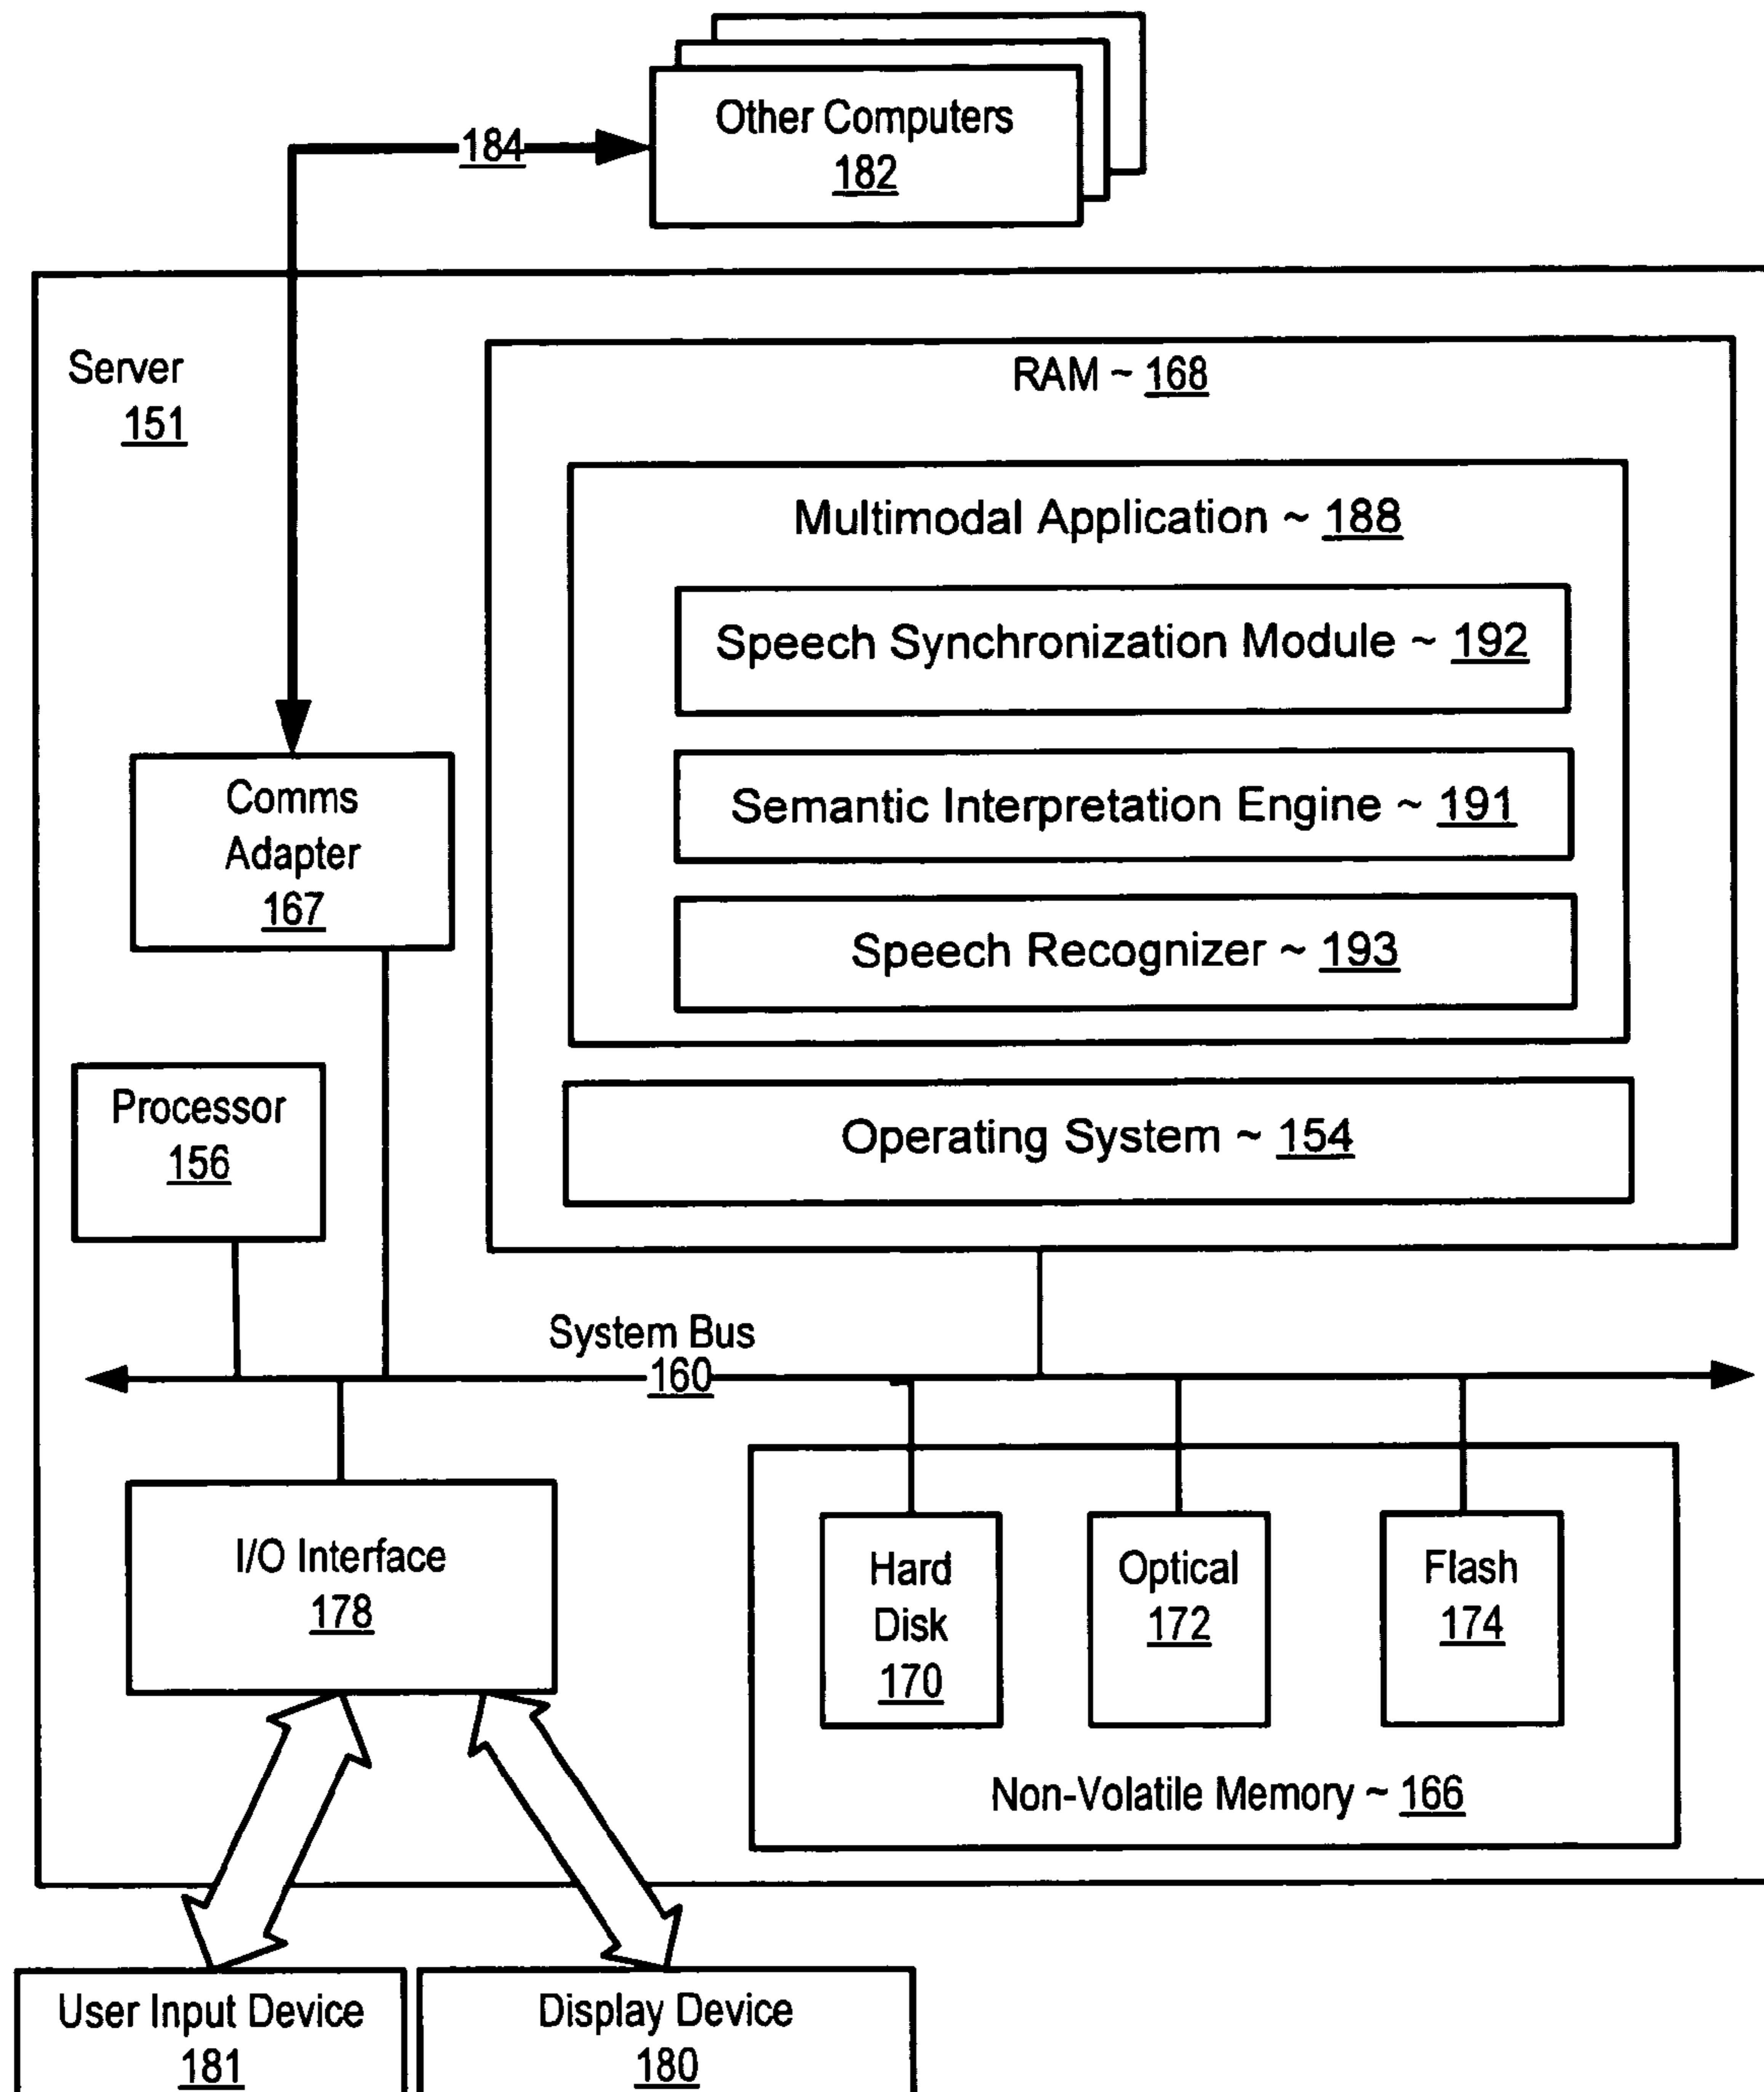 Other Computers
182
184
Server
151
RAM ~ 168
Multimodal Application ~ 188
Speech Synchronization Module ~ 192
Semantic Interpretation Engine ~ 191
Speech Recognizer ~ 193
Operating System ~ 154
Comms
Adapter
167
Processor
156
System Bus
160
I/O Interface
178
Hard
Disk
170
Optical
172
Flash
174
Non-Volatile Memory ~ 166
User Input Device
181
Display Device
180